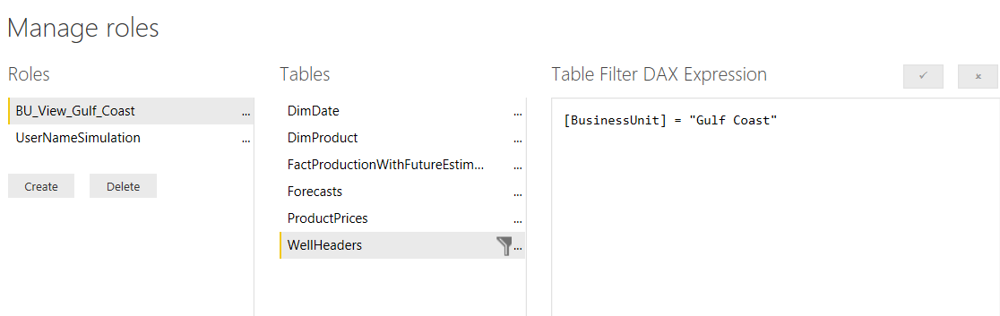 Manage roles
Roles
BU_View_Gulf_Coast ...
UserNameSimulation ...
Create Delete
Tables
DimDate ...
DimProduct ...
FactProductionWithFutureEstim... ...
Forecasts ...
ProductPrices ...
WellHeaders ...
Table Filter DAX Expression
[BusinessUnit] = "Gulf Coast"